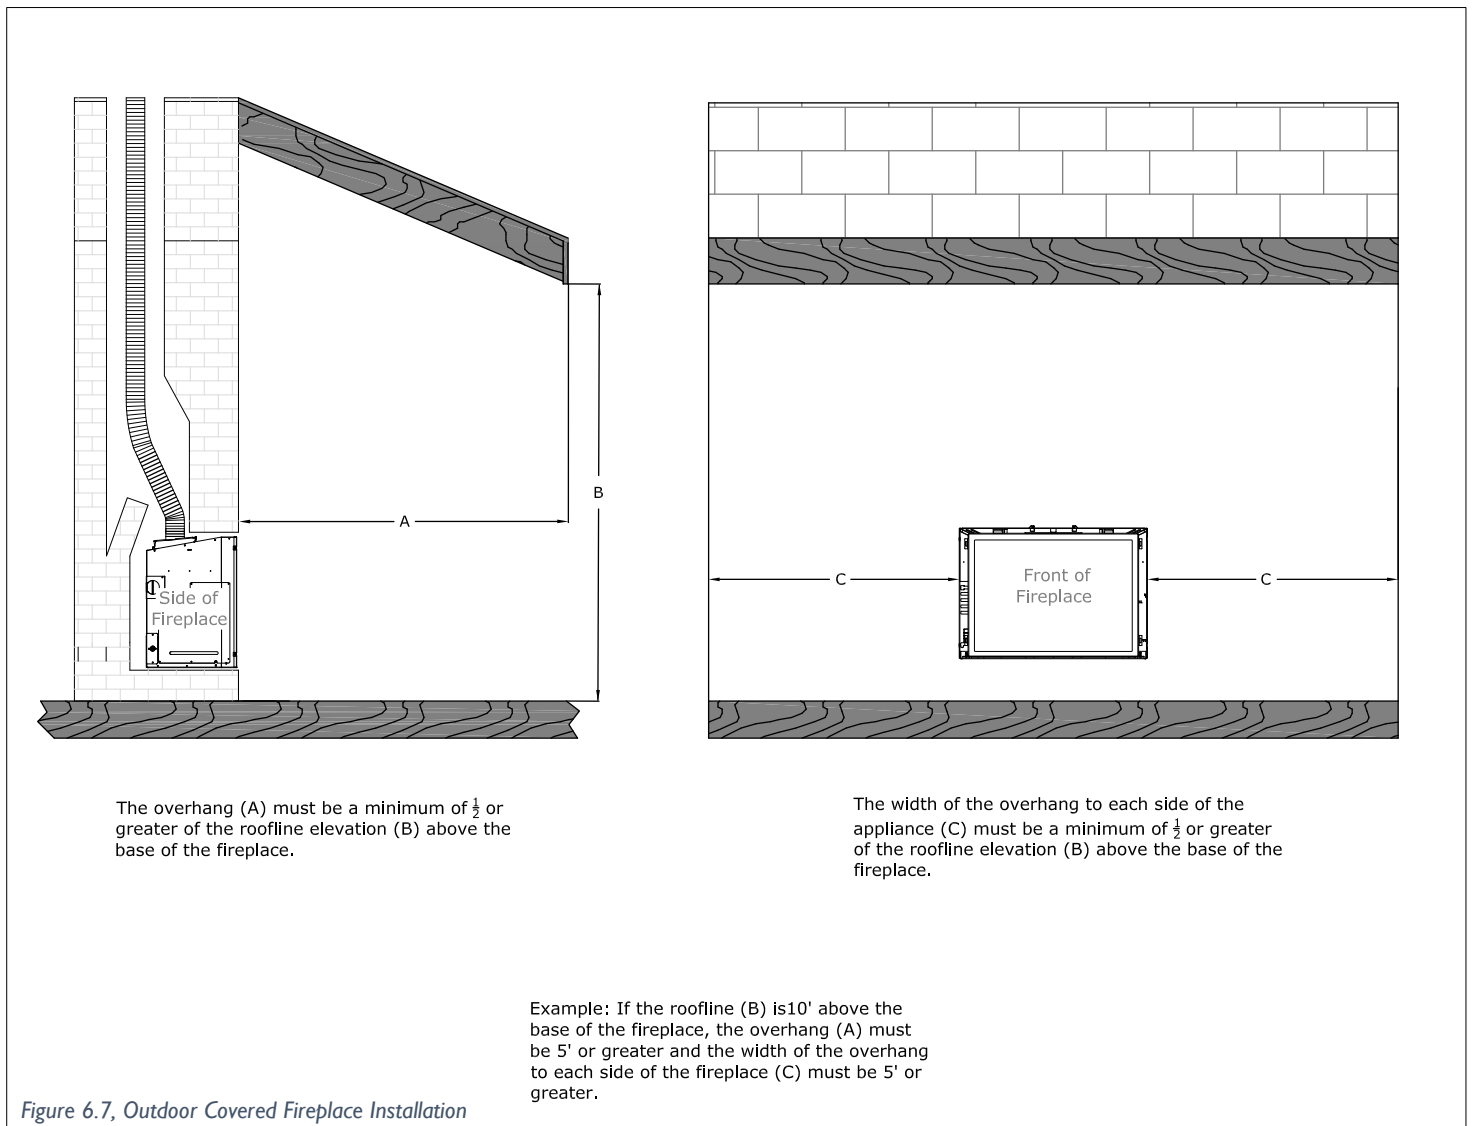 B
A
Side of
Fireplace
C
Front of
Fireplace
C
The overhang (A) must be a minimum of ½ or
greater of the roofline elevation (B) above the
base of the fireplace.
The width of the overhang to each side of the
appliance (C) must be a minimum of ½ or greater
of the roofline elevation (B) above the base of the
fireplace.
Example: If the roofline (B) is10' above the
base of the fireplace, the overhang (A) must
be 5' or greater and the width of the overhang
to each side of the fireplace (C) must be 5' or
greater.
Figure 6.7, Outdoor Covered Fireplace Installation